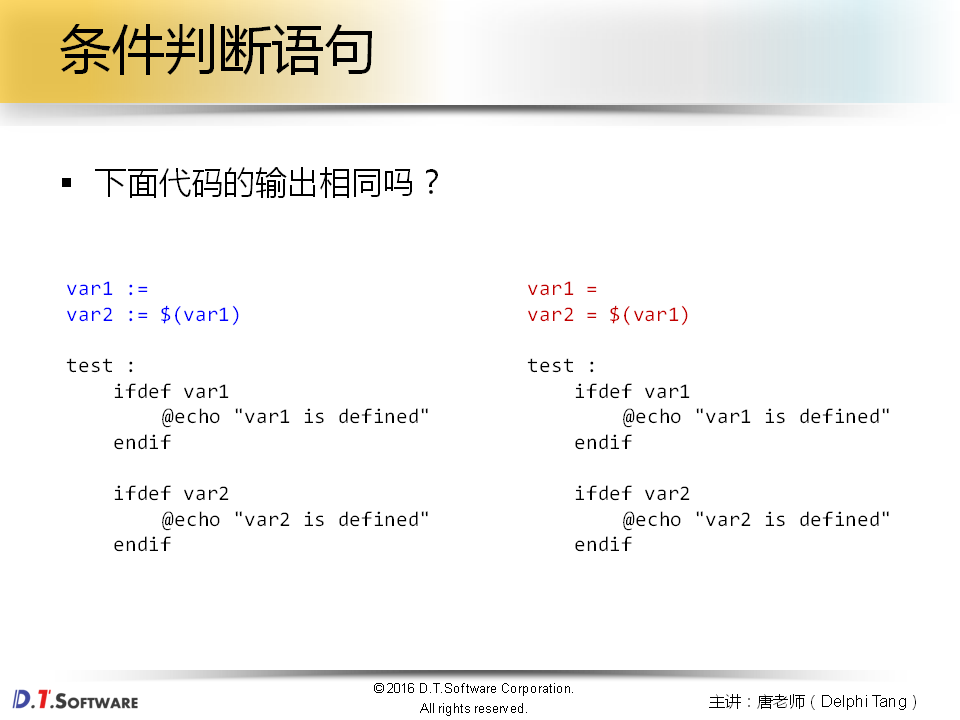 条件判断语句
▪ 下面代码的输出相同吗？
var1 :=
var2 := $(var1)
test :
ifdef var1
@echo "var1 is defined"
endif
ifdef var2
@echo "var2 is defined"
endif
var1 =
var2 = $(var1)
test :
ifdef var1
@echo "var1 is defined"
endif
ifdef var2
@echo "var2 is defined"
endif
D.T.SOFTWARE
©2016 D.T.Software Corporation.
All rights reserved.
主讲：唐老师（Delphi Tang）